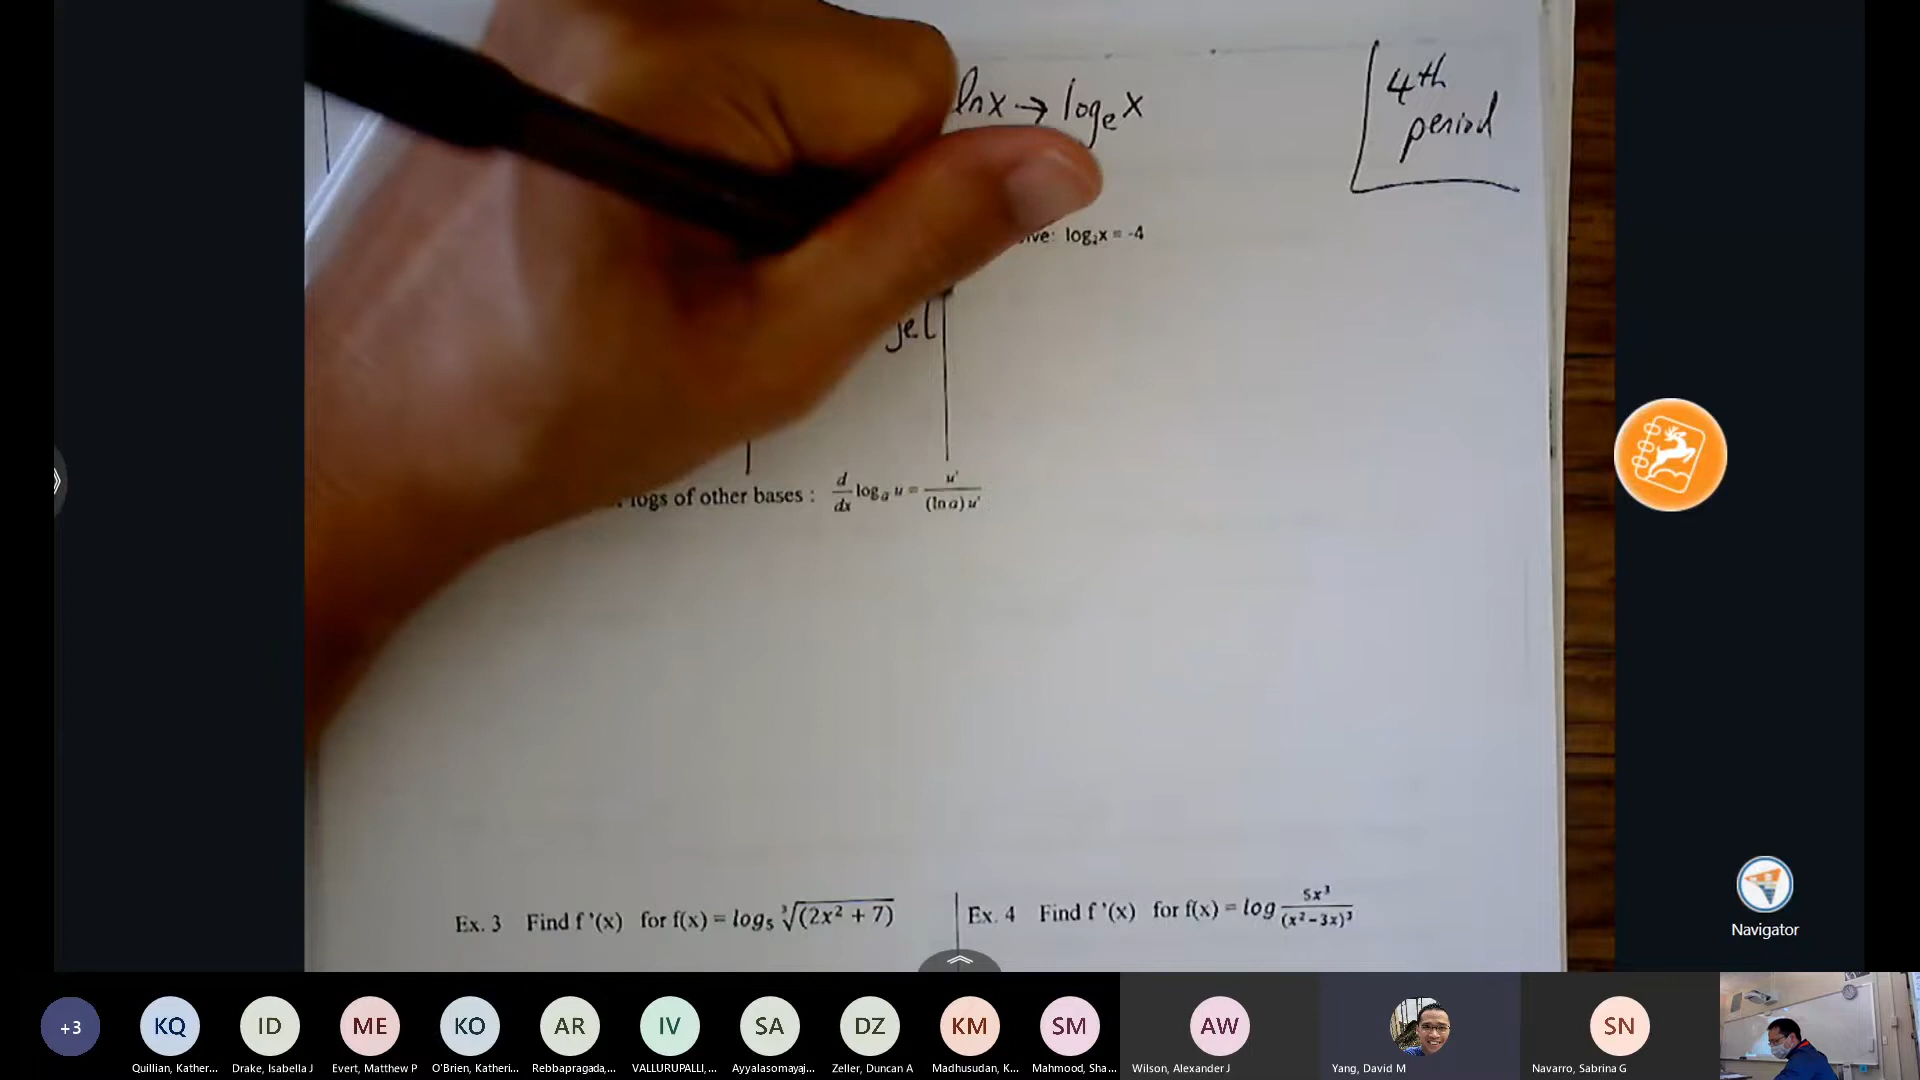 ln x → logₑ x
4th
period
log₂x = -4
logs of other bases : d/dx logₐ u = u'/(ln a) u'
Ex. 3 Find f '(x) for f(x) = log₅ ∛(2x² + 7)
Ex. 4 Find f '(x) for f(x) = log 5x³/(x² – 3x)³
Navigator
+3
KQ
ID
ME
KO
AR
IV
SA
DZ
KM
SM
AW
SN
Quillian, Kather...
Drake, Isabella J
Evert, Matthew P
O'Brien, Katheri...
Rebbapragada,...
VALLURUPALLI,...
Ayyalasomayaj...
Zeller, Duncan A
Madhusudan, K...
Mahmood, Sha...
Wilson, Alexander J
Yang, David M
Navarro, Sabrina G